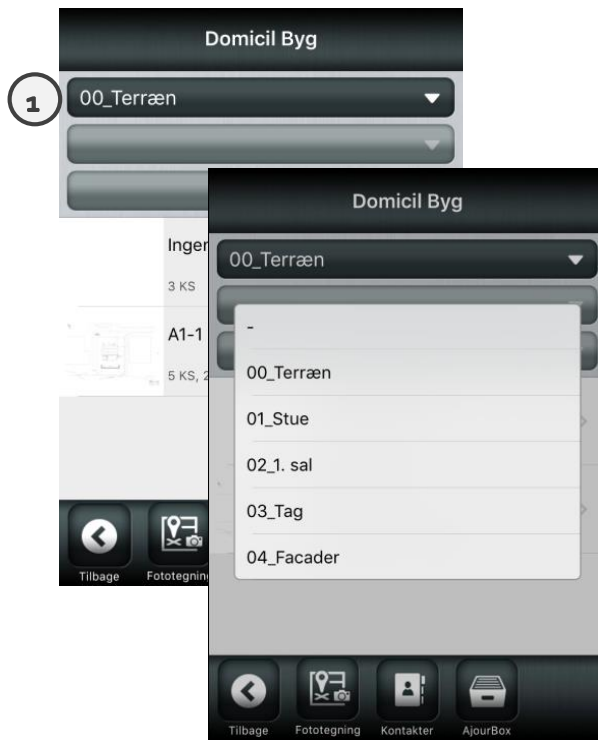 Domicil Byg
1
00_Terræn
Inger
3 KS
A1-1
5 KS, 2
Tilbage
Fototegning
Domicil Byg
00_Terræn
-
00_Terræn
01_Stue
02_1. sal
03_Tag
04_Facader
Tilbage
Fototegning
Kontakter
AjourBox